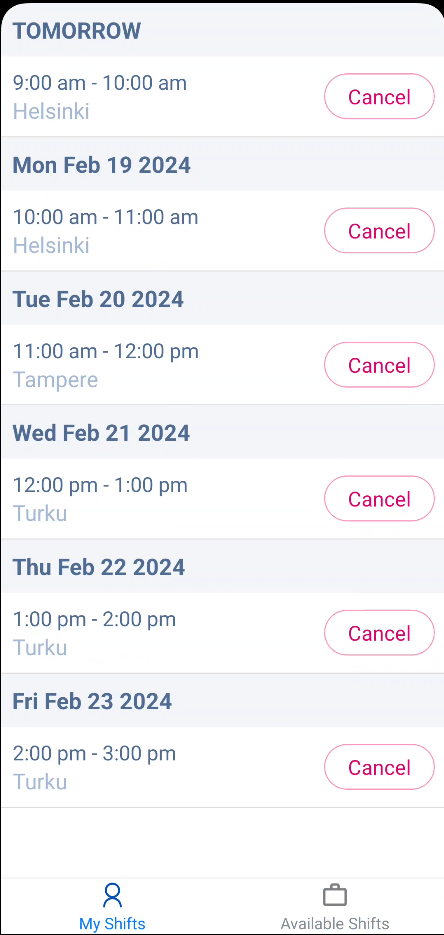 TOMORROW
9:00 am - 10:00 am
Helsinki
Cancel
Mon Feb 19 2024
10:00 am - 11:00 am
Helsinki
Cancel
Tue Feb 20 2024
11:00 am - 12:00 pm
Tampere
Cancel
Wed Feb 21 2024
12:00 pm - 1:00 pm
Turku
Cancel
Thu Feb 22 2024
1:00 pm - 2:00 pm
Turku
Cancel
Fri Feb 23 2024
2:00 pm - 3:00 pm
Turku
Cancel
My Shifts
Available Shifts